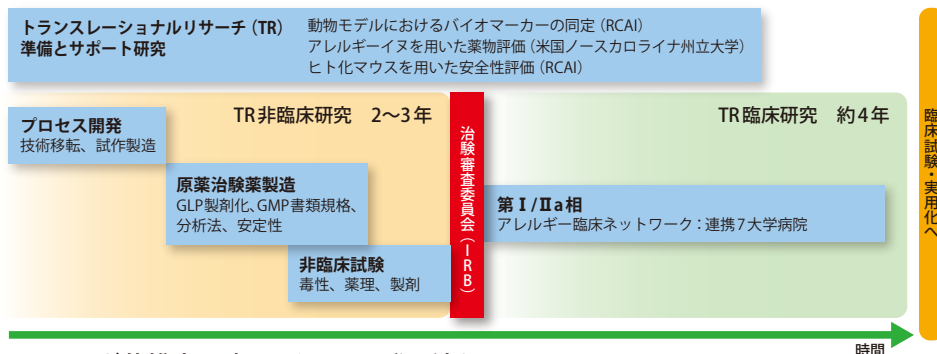 トランスレーショナルリサーチ（TR）
準備とサポート研究
動物モデルにおけるバイオマーカーの同定（RCAI）
アレルギーイヌを用いた薬物評価（米国ノースカロライナ州立大学）
ヒト化マウスを用いた安全性評価（RCAI）
TR非臨床研究　2〜3年
プロセス開発
技術移転、試作製造
原薬治験薬製造
GLP製剤化、GMP書類規格、
分析法、安定性
非臨床試験
毒性、薬理、製剤
治験審査委員会（IRB）
TR臨床研究　約4年
第Ⅰ/Ⅱa相
アレルギー臨床ネットワーク：連携7大学病院
臨床試験・実用化へ
時間